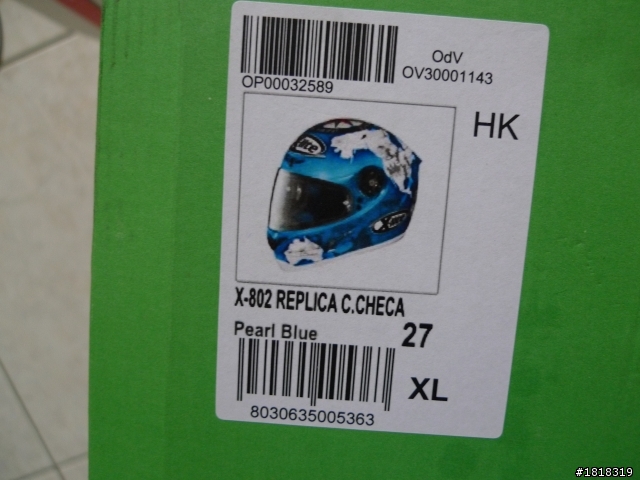 OdV
OV30001143
OP00032589
HK
X-802 REPLICA C.CHECA
Pearl Blue
27
XL
8030635005363
#1818319